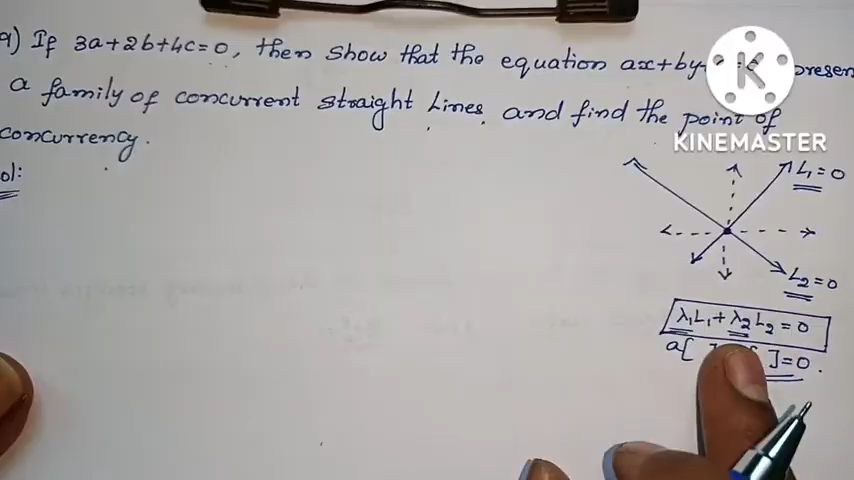 9) If 3a+2b+4c=0, then show that the equation ax+by+
a family of concurrent straight Lines and find the point of
concurrency.
ol:
K
KINEMASTER
L₁=0
L₂=0
λ₁L₁+λ₂L₂=0
a[ ]=0.